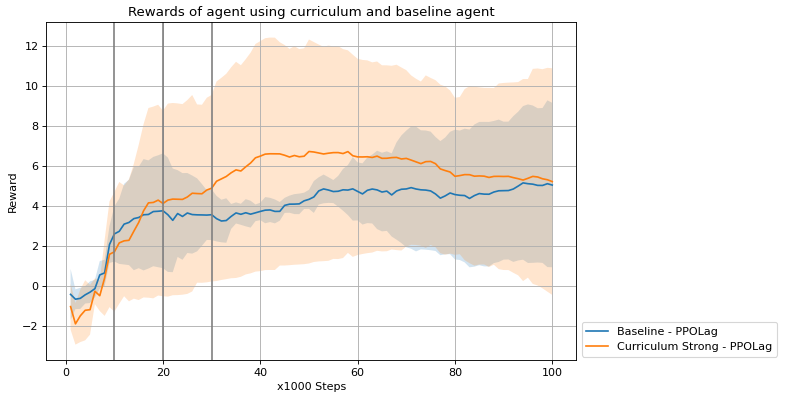 Rewards of agent using curriculum and baseline agent
12
10
8
6
4
2
0
−2
Reward
0
20
40
60
80
100
x1000 Steps
Baseline - PPOLag
Curriculum Strong - PPOLag